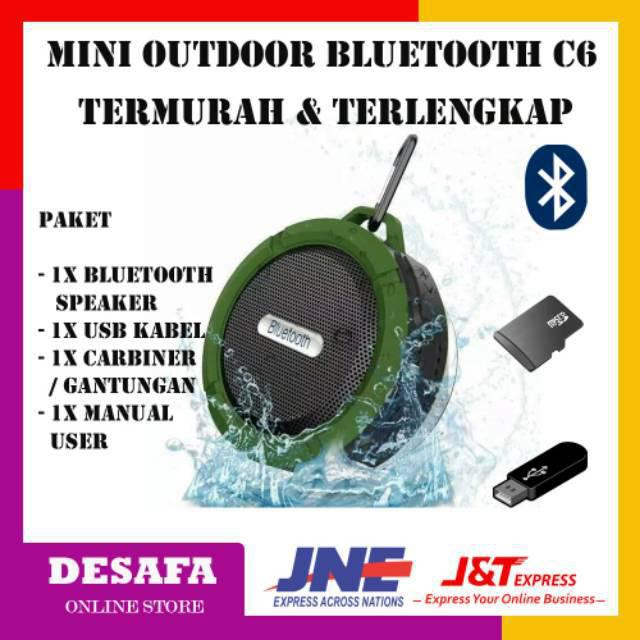 MINI OUTDOOR BLUETOOTH C6
TERMURAH & TERLENGKAP
PAKET
- 1X BLUETOOTH
SPEAKER
- 1X USB KABEL
- 1X CARBINER
/ GANTUNGAN
- 1X MANUAL
USER
Bluetooth
microSD
DESAFA
ONLINE STORE
JNE
EXPRESS ACROSS NATIONS
J&T EXPRESS
Express Your Online Business